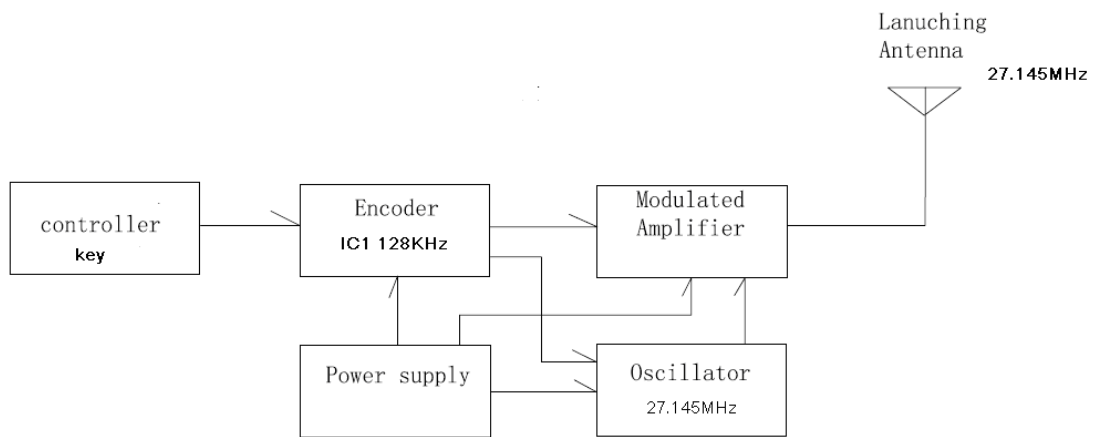 Lanuching
Antenna
27.145MHz
controller
key
Encoder
IC1 128KHz
Modulated
Amplifier
Power supply
Oscillator
27.145MHz